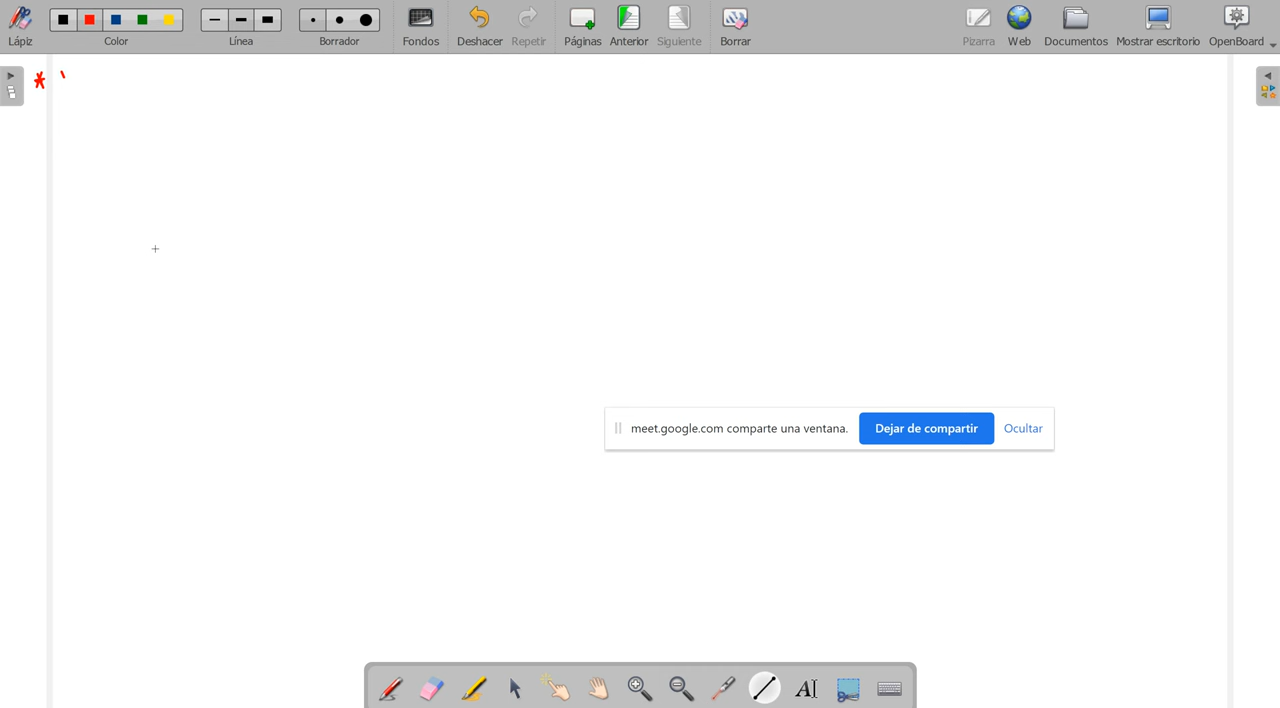 Lápiz Color Línea Borrador Fondos Deshacer Repetir Páginas Anterior Siguiente Borrar Pizarra Web Documentos Mostrar escritorio OpenBoard
*
meet.google.com comparte una ventana. Dejar de compartir Ocultar
AI